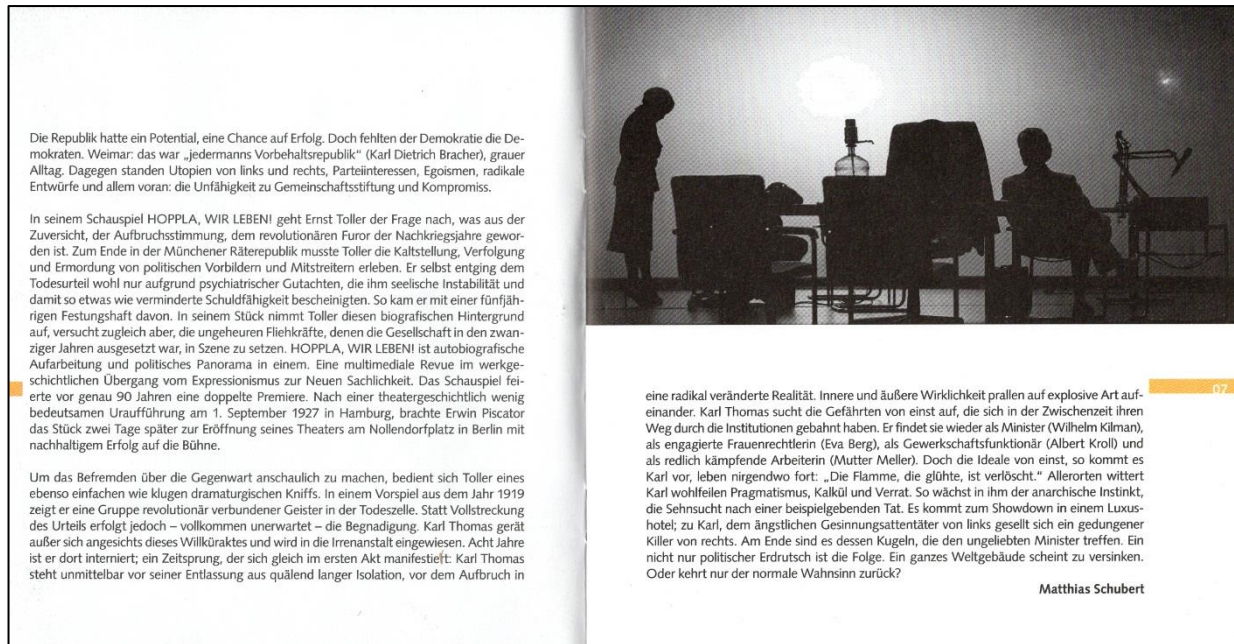 Die Republik hatte ein Potential, eine Chance auf Erfolg. Doch fehlten der Demokratie die De-
mokraten. Weimar: das war „jedermanns Vorbehaltsrepublik“ (Karl Dietrich Bracher), grauer
Alltag. Dagegen standen Utopien von links und rechts, Parteiinteressen, Egoismen, radikale
Entwürfe und allem voran: die Unfähigkeit zu Gemeinschaftsstiftung und Kompromiss.
In seinem Schauspiel HOPPLA, WIR LEBEN! geht Ernst Toller der Frage nach, was aus der
Zuversicht, der Aufbruchsstimmung, dem revolutionären Furor der Nachkriegsjahre gewor-
den ist. Zum Ende in der Münchener Räterepublik musste Toller die Kaltstellung, Verfolgung
und Ermordung von politischen Vorbildern und Mitstreitern erleben. Er selbst entging dem
Todesurteil wohl nur aufgrund psychiatrischer Gutachten, die ihm seelische Instabilität und
damit so etwas wie verminderte Schuldfähigkeit bescheinigten. So kam er mit einer fünfjäh-
rigen Festungshaft davon. In seinem Stück nimmt Toller diesen biografischen Hintergrund
auf, versucht zugleich aber, die ungeheuren Fliehkräfte, denen die Gesellschaft in den zwan-
ziger Jahren ausgesetzt war, in Szene zu setzen. HOPPLA, WIR LEBEN! ist autobiografische
Aufarbeitung und politisches Panorama in einem. Eine multimediale Revue im werkge-
schichtlichen Übergang vom Expressionismus zur Neuen Sachlichkeit. Das Schauspiel fei-
erte vor genau 90 Jahren eine doppelte Premiere. Nach einer theatergeschichtlich wenig
bedeutsamen Uraufführung am 1. September 1927 in Hamburg, brachte Erwin Piscator
das Stück zwei Tage später zur Eröffnung seines Theaters am Nollendorfplatz in Berlin mit
nachhaltigem Erfolg auf die Bühne.
Um das Befremden über die Gegenwart anschaulich zu machen, bedient sich Toller eines
ebenso einfachen wie klugen dramaturgischen Kniffs. In einem Vorspiel aus dem Jahr 1919
zeigt er eine Gruppe revolutionär verbundener Geister in der Todeszelle. Statt Vollstreckung
des Urteils erfolgt jedoch – vollkommen unerwartet – die Begnadigung. Karl Thomas gerät
außer sich angesichts dieses Willküraktes und wird in die Irrenanstalt eingewiesen. Acht Jahre
ist er dort interniert; ein Zeitsprung, der sich gleich im ersten Akt manifestiert: Karl Thomas
steht unmittelbar vor seiner Entlassung aus quälend langer Isolation, vor dem Aufbruch in
07
eine radikal veränderte Realität. Innere und äußere Wirklichkeit prallen auf explosive Art auf-
einander. Karl Thomas sucht die Gefährten von einst auf, die sich in der Zwischenzeit ihren
Weg durch die Institutionen gebahnt haben. Er findet sie wieder als Minister (Wilhelm Kilman),
als engagierte Frauenrechtlerin (Eva Berg), als Gewerkschaftsfunktionär (Albert Kroll) und
als redlich kämpfende Arbeiterin (Mutter Meller). Doch die Ideale von einst, so kommt es
Karl vor, leben nirgendwo fort: „Die Flamme, die glühte, ist verlöscht.“ Allerorten wittert
Karl wohlfeilen Pragmatismus, Kalkül und Verrat. So wächst in ihm der anarchische Instinkt,
die Sehnsucht nach einer beispielgebenden Tat. Es kommt zum Showdown in einem Luxus-
hotel; zu Karl, dem ängstlichen Gesinnungsattentäter von links gesellt sich ein gedungener
Killer von rechts. Am Ende sind es dessen Kugeln, die den ungeliebten Minister treffen. Ein
nicht nur politischer Erdrutsch ist die Folge. Ein ganzes Weltgebäude scheint zu versinken.
Oder kehrt nur der normale Wahnsinn zurück?
Matthias Schubert